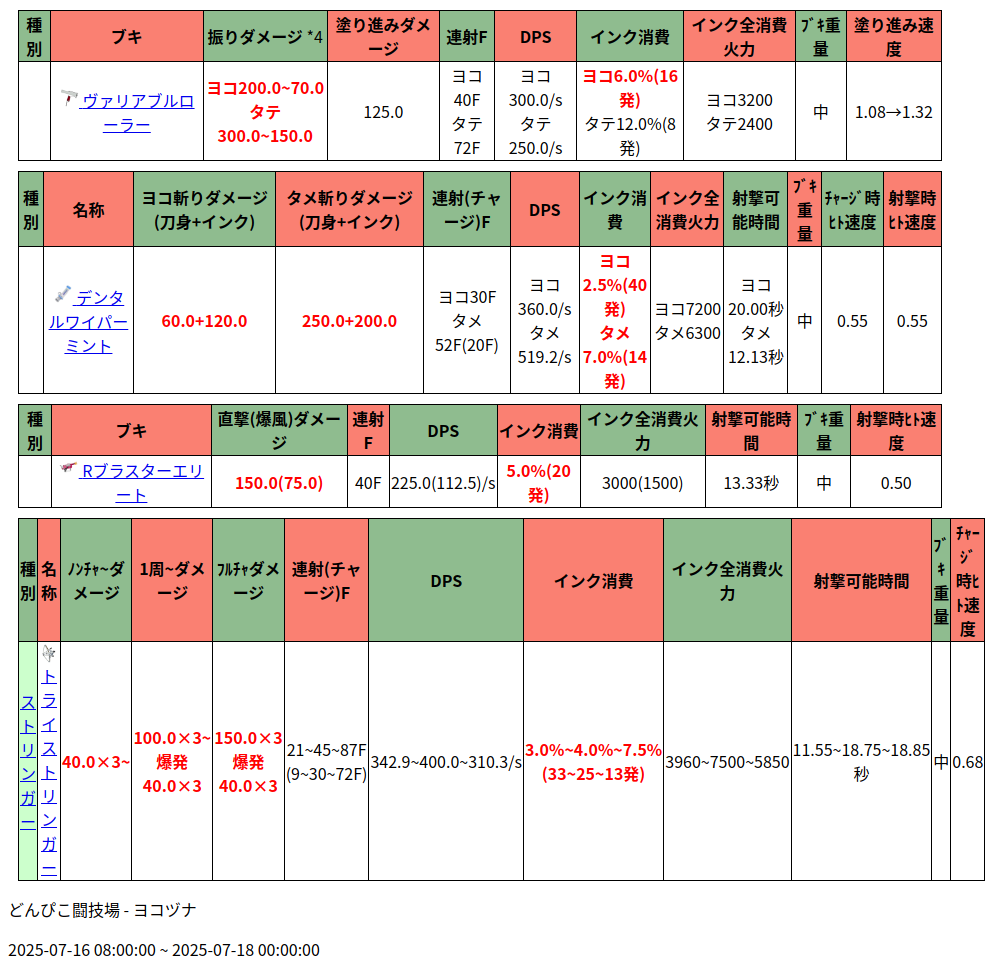 種別 ブキ 振りダメージ *4 塗り進みダメージ 連射F DPS インク消費 インク全消費火力 ﾌﾞｷ重量 塗り進み速度
ヴァリアブルローラー ヨコ200.0~70.0 タテ 300.0~150.0 125.0 ヨコ 40F タテ 72F ヨコ 300.0/s タテ 250.0/s ヨコ6.0%(16発) タテ12.0%(8発) ヨコ3200 タテ2400 中 1.08→1.32
種別 名称 ヨコ斬りダメージ(刀身+インク) タメ斬りダメージ(刀身+インク) 連射(チャージ)F DPS インク消費 インク全消費火力 射撃可能時間 ﾌﾞｷ重量 ﾁｬｰｼﾞ時ﾋﾄ速度 射撃時ﾋﾄ速度
デンタルワイパーミント 60.0+120.0 250.0+200.0 ヨコ30F タメ 52F(20F) ヨコ 360.0/s タメ 519.2/s ヨコ 2.5%(40発) タメ 7.0%(14発) ヨコ7200 タメ6300 ヨコ 20.00秒 タメ 12.13秒 中 0.55 0.55
種別 ブキ 直撃(爆風)ダメージ 連射F DPS インク消費 インク全消費火力 射撃可能時間 ﾌﾞｷ重量 射撃時ﾋﾄ速度
Rブラスターエリート 150.0(75.0) 40F 225.0(112.5)/s 5.0%(20発) 3000(1500) 13.33秒 中 0.50
種別 名称 ﾉﾝﾁｬ~ダメージ 1周~ダメージ ﾌﾙﾁｬダメージ 連射(チャージ)F DPS インク消費 インク全消費火力 射撃可能時間 ﾌﾞｷ重量 ﾁｬｰｼﾞ時ﾋﾄ速度
ストリンガー トライストリンガー 40.0×3~ 100.0×3~ 爆発 40.0×3 150.0×3 爆発 40.0×3 21~45~87F (9~30~72F) 342.9~400.0~310.3/s 3.0%~4.0%~7.5% (33~25~13発) 3960~7500~5850 11.55~18.75~18.85秒 中 0.68
どんぴこ闘技場 - ヨコヅナ
2025-07-16 08:00:00 ~ 2025-07-18 00:00:00